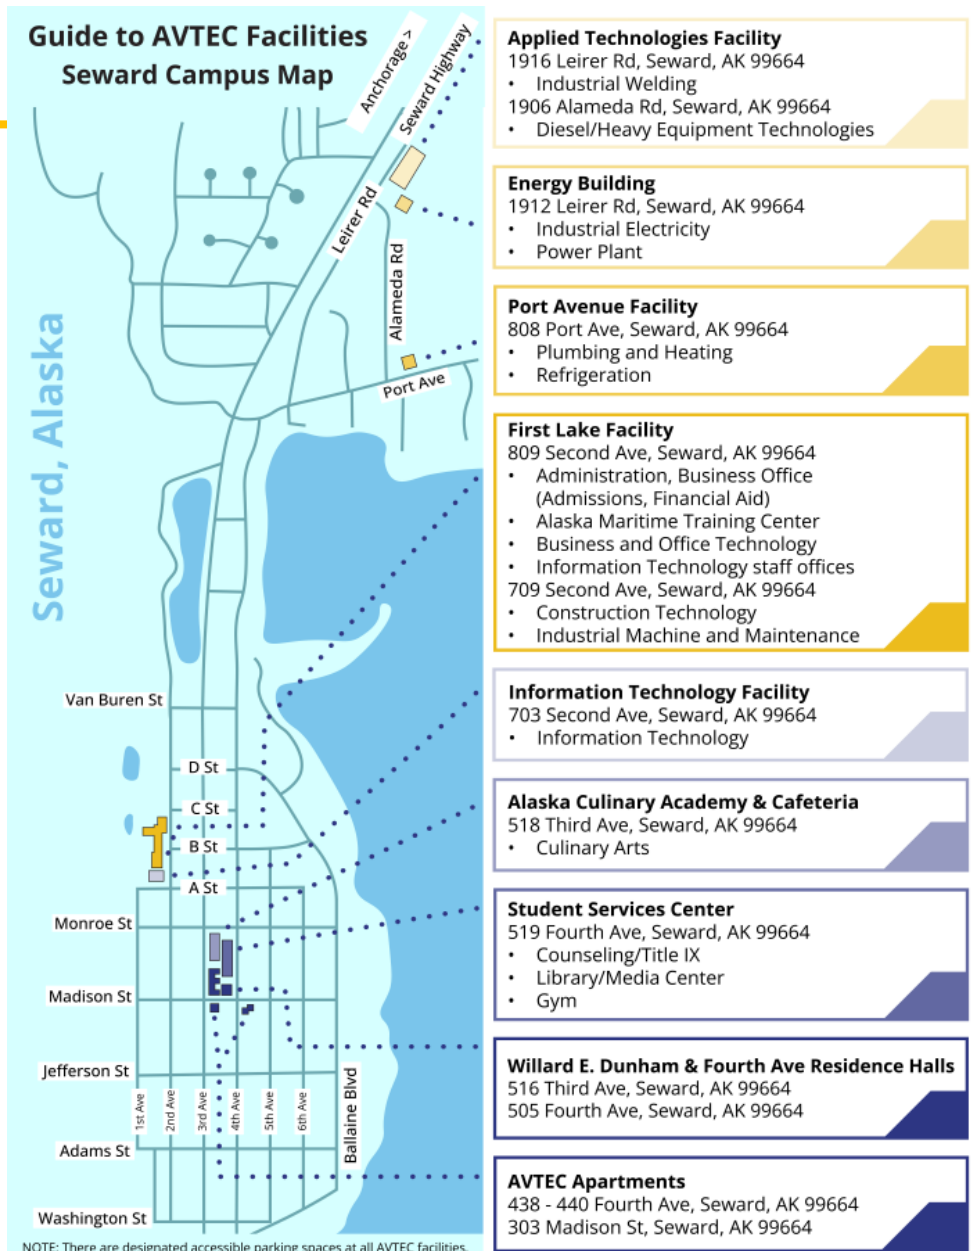 Guide to AVTEC Facilities
Seward Campus Map
Anchorage >
Seward Highway
Leirer Rd
Alameda Rd
Port Ave
Seward, Alaska
Van Buren St
D St
C St
B St
A St
Monroe St
Madison St
Jefferson St
1st Ave
2nd Ave
3rd Ave
4th Ave
5th Ave
6th Ave
Ballaine Blvd
Adams St
Washington St
NOTE: There are designated accessible parking spaces at all AVTEC facilities.
Applied Technologies Facility
1916 Leirer Rd, Seward, AK 99664
• Industrial Welding
1906 Alameda Rd, Seward, AK 99664
• Diesel/Heavy Equipment Technologies
Energy Building
1912 Leirer Rd, Seward, AK 99664
• Industrial Electricity
• Power Plant
Port Avenue Facility
808 Port Ave, Seward, AK 99664
• Plumbing and Heating
• Refrigeration
First Lake Facility
809 Second Ave, Seward, AK 99664
• Administration, Business Office
(Admissions, Financial Aid)
• Alaska Maritime Training Center
• Business and Office Technology
• Information Technology staff offices
709 Second Ave, Seward, AK 99664
• Construction Technology
• Industrial Machine and Maintenance
Information Technology Facility
703 Second Ave, Seward, AK 99664
• Information Technology
Alaska Culinary Academy & Cafeteria
518 Third Ave, Seward, AK 99664
• Culinary Arts
Student Services Center
519 Fourth Ave, Seward, AK 99664
• Counseling/Title IX
• Library/Media Center
• Gym
Willard E. Dunham & Fourth Ave Residence Halls
516 Third Ave, Seward, AK 99664
505 Fourth Ave, Seward, AK 99664
AVTEC Apartments
438 - 440 Fourth Ave, Seward, AK 99664
303 Madison St, Seward, AK 99664